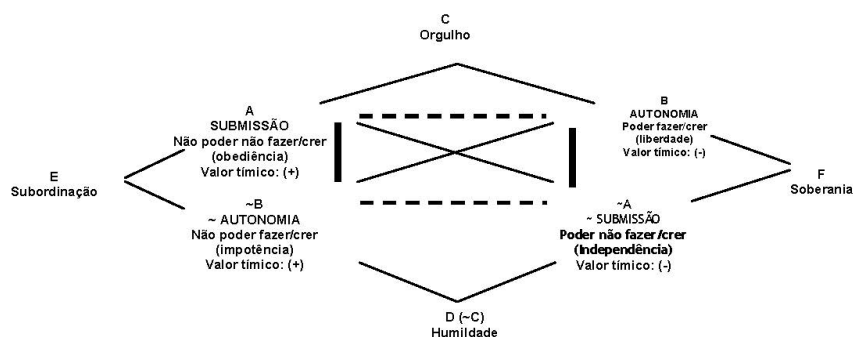 C
Orgulho
A
SUBMISSÃO
Não poder não fazer/crer
(obediência)
Valor tímico: (+)
B
AUTONOMIA
Poder fazer/crer
(liberdade)
Valor tímico: (-)
E
Subordinação
F
Soberania
~B
~ AUTONOMIA
Não poder fazer/crer
(impotência)
Valor tímico: (+)
~A
~ SUBMISSÃO
Poder não fazer/crer
(Independência)
Valor tímico: (-)
D (~C)
Humildade